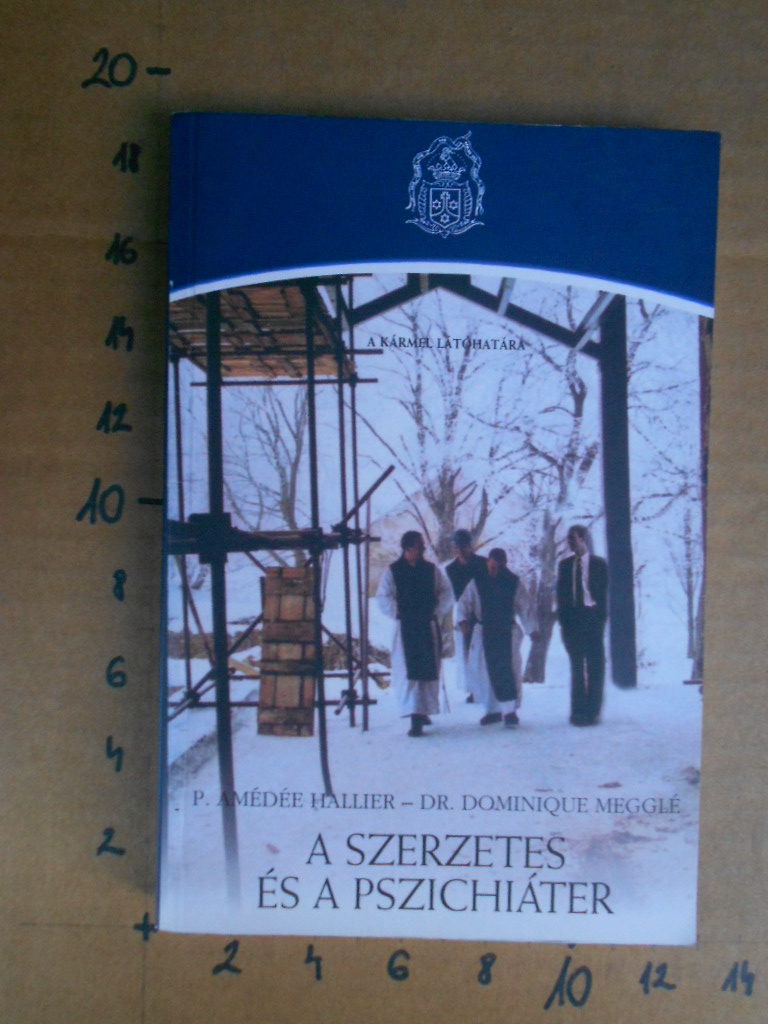 20
18
16
14
12
10
8
6
4
2
A KÁRMEL LÁTÓHATÁRA
P. AMÉDÉE HALLIER – DR. DOMINIQUE MEGGLÉ
A SZERZETES
ÉS A PSZICHIÁTER
2 4 6 8 10 12 14